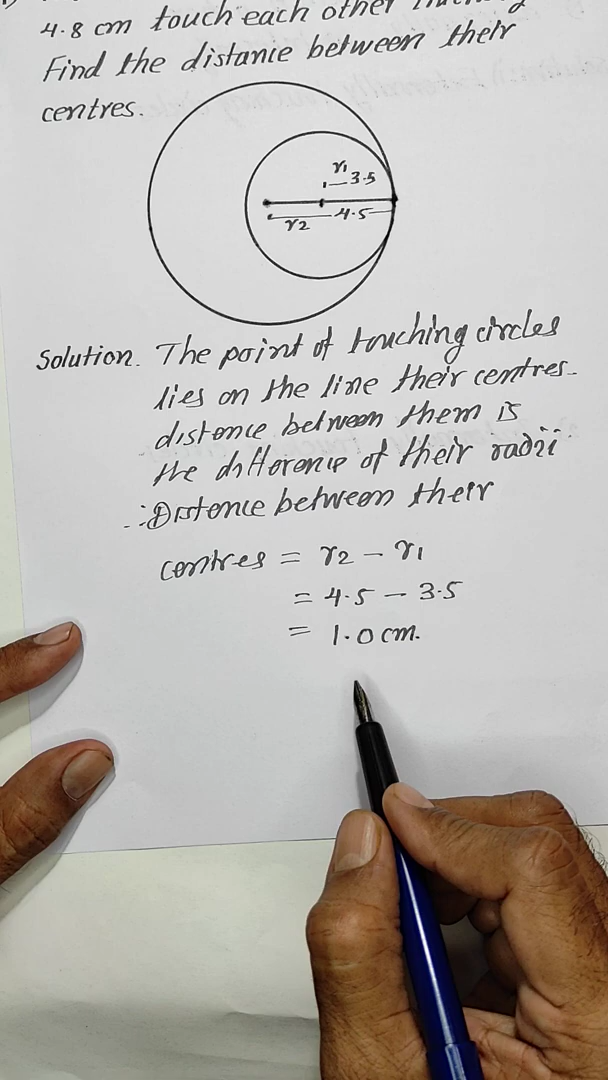 4.8 cm touch each other
Find the distance between their
centres.
r1
3.5
r2 4.5
Solution. The point of touching circles
lies on the line their centres.
distance between them is
the difference of their radii
∴ Distence between their
centres = r2 - r1
= 4.5 - 3.5
= 1.0 cm.